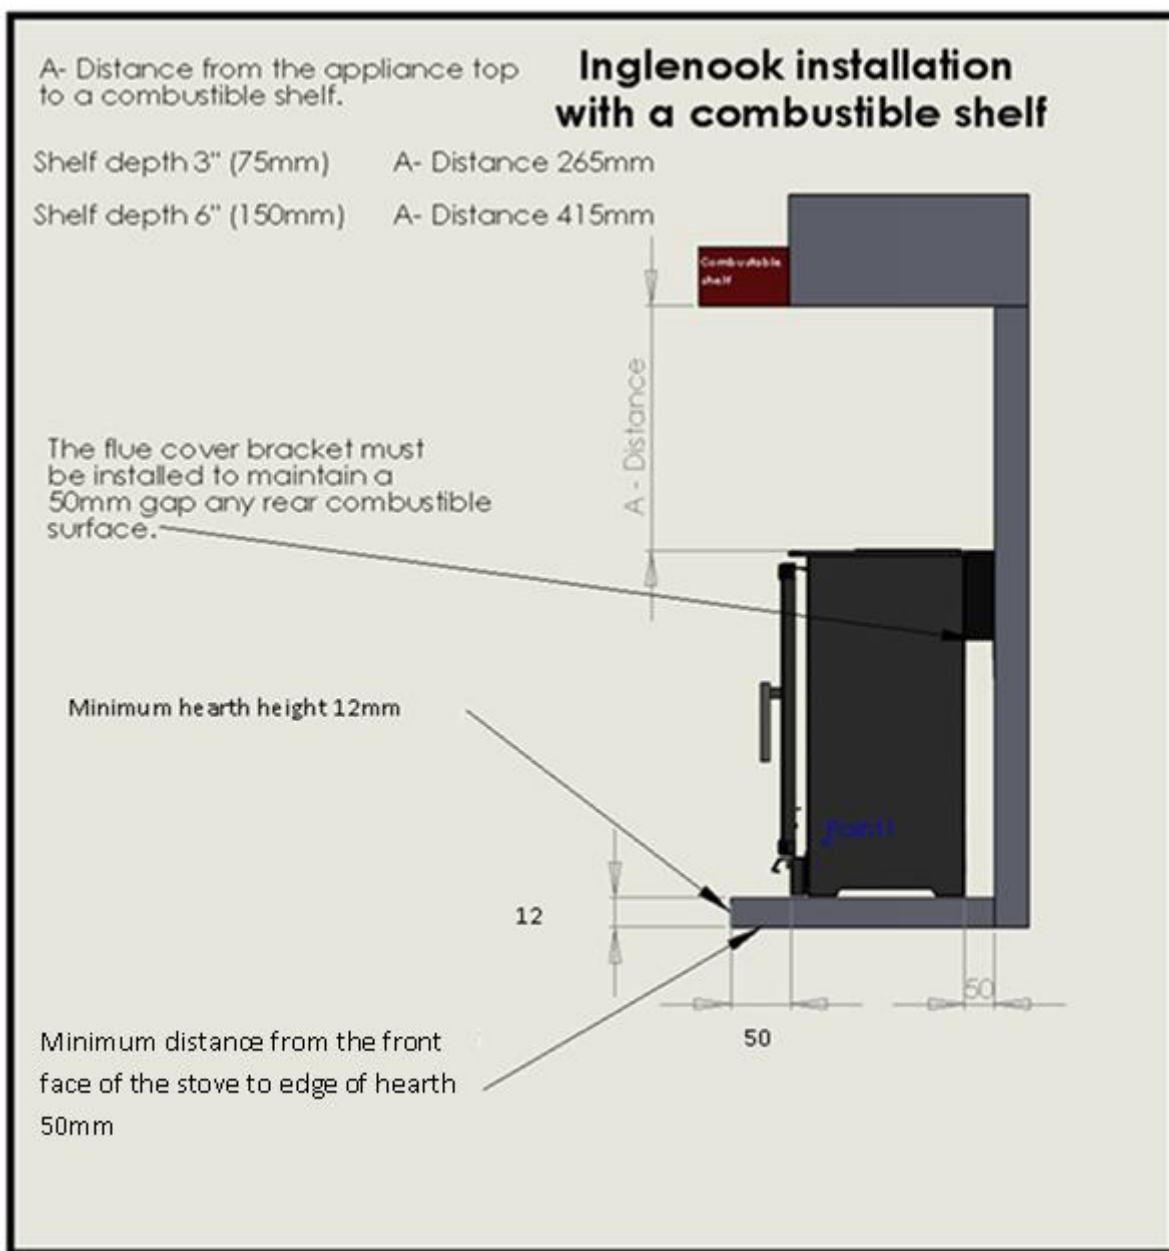 A- Distance from the appliance top
to a combustible shelf.
Inglenook installation
with a combustible shelf
Shelf depth 3" (75mm) A- Distance 265mm
Shelf depth 6" (150mm) A- Distance 415mm
Combustable
shelf
A - Distance
The flue cover bracket must
be installed to maintain a
50mm gap any rear combustible
surface.
Minimum hearth height 12mm
Point1
12
50
50
Minimum distance from the front
face of the stove to edge of hearth
50mm